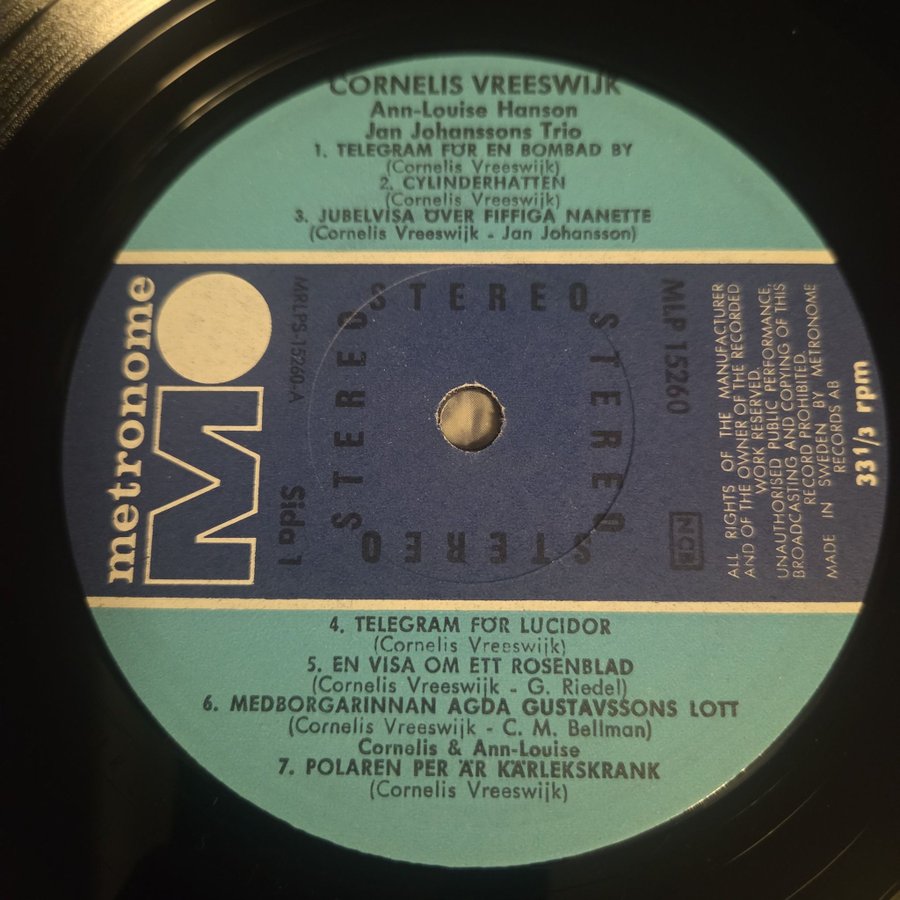 CORNELIS VREESWIJK
Ann-Louise Hanson
Jan Johanssons Trio
1. TELEGRAM FÖR EN BOMBAD BY
(Cornelis Vreeswijk)
2. CYLINDERHATTEN
(Cornelis Vreeswijk)
3. JUBELVISA ÖVER FIFFIGA NANETTE
(Cornelis Vreeswijk - Jan Johansson)
metronome
M
MRLPS-15260-A
Sida 1
STEREO
STEREO
STEREO
STEREO
MLP 15260
NCB
ALL RIGHTS OF THE MANUFACTURER
AND OF THE OWNER OF THE RECORDED
WORK RESERVED.
UNAUTHORISED PUBLIC PERFORMANCE,
BROADCASTING AND COPYING OF THIS
RECORD PROHIBITED.
MADE IN SWEDEN BY METRONOME
RECORDS AB
33 1/3 rpm
4. TELEGRAM FÖR LUCIDOR
(Cornelis Vreeswijk)
5. EN VISA OM ETT ROSENBLAD
(Cornelis Vreeswijk - G. Riedel)
6. MEDBORGARINNAN AGDA GUSTAVSSONS LOTT
(Cornelis Vreeswijk - C. M. Bellman)
Cornelis & Ann-Louise
7. POLAREN PER ÄR KÄRLEKSKRANK
(Cornelis Vreeswijk)